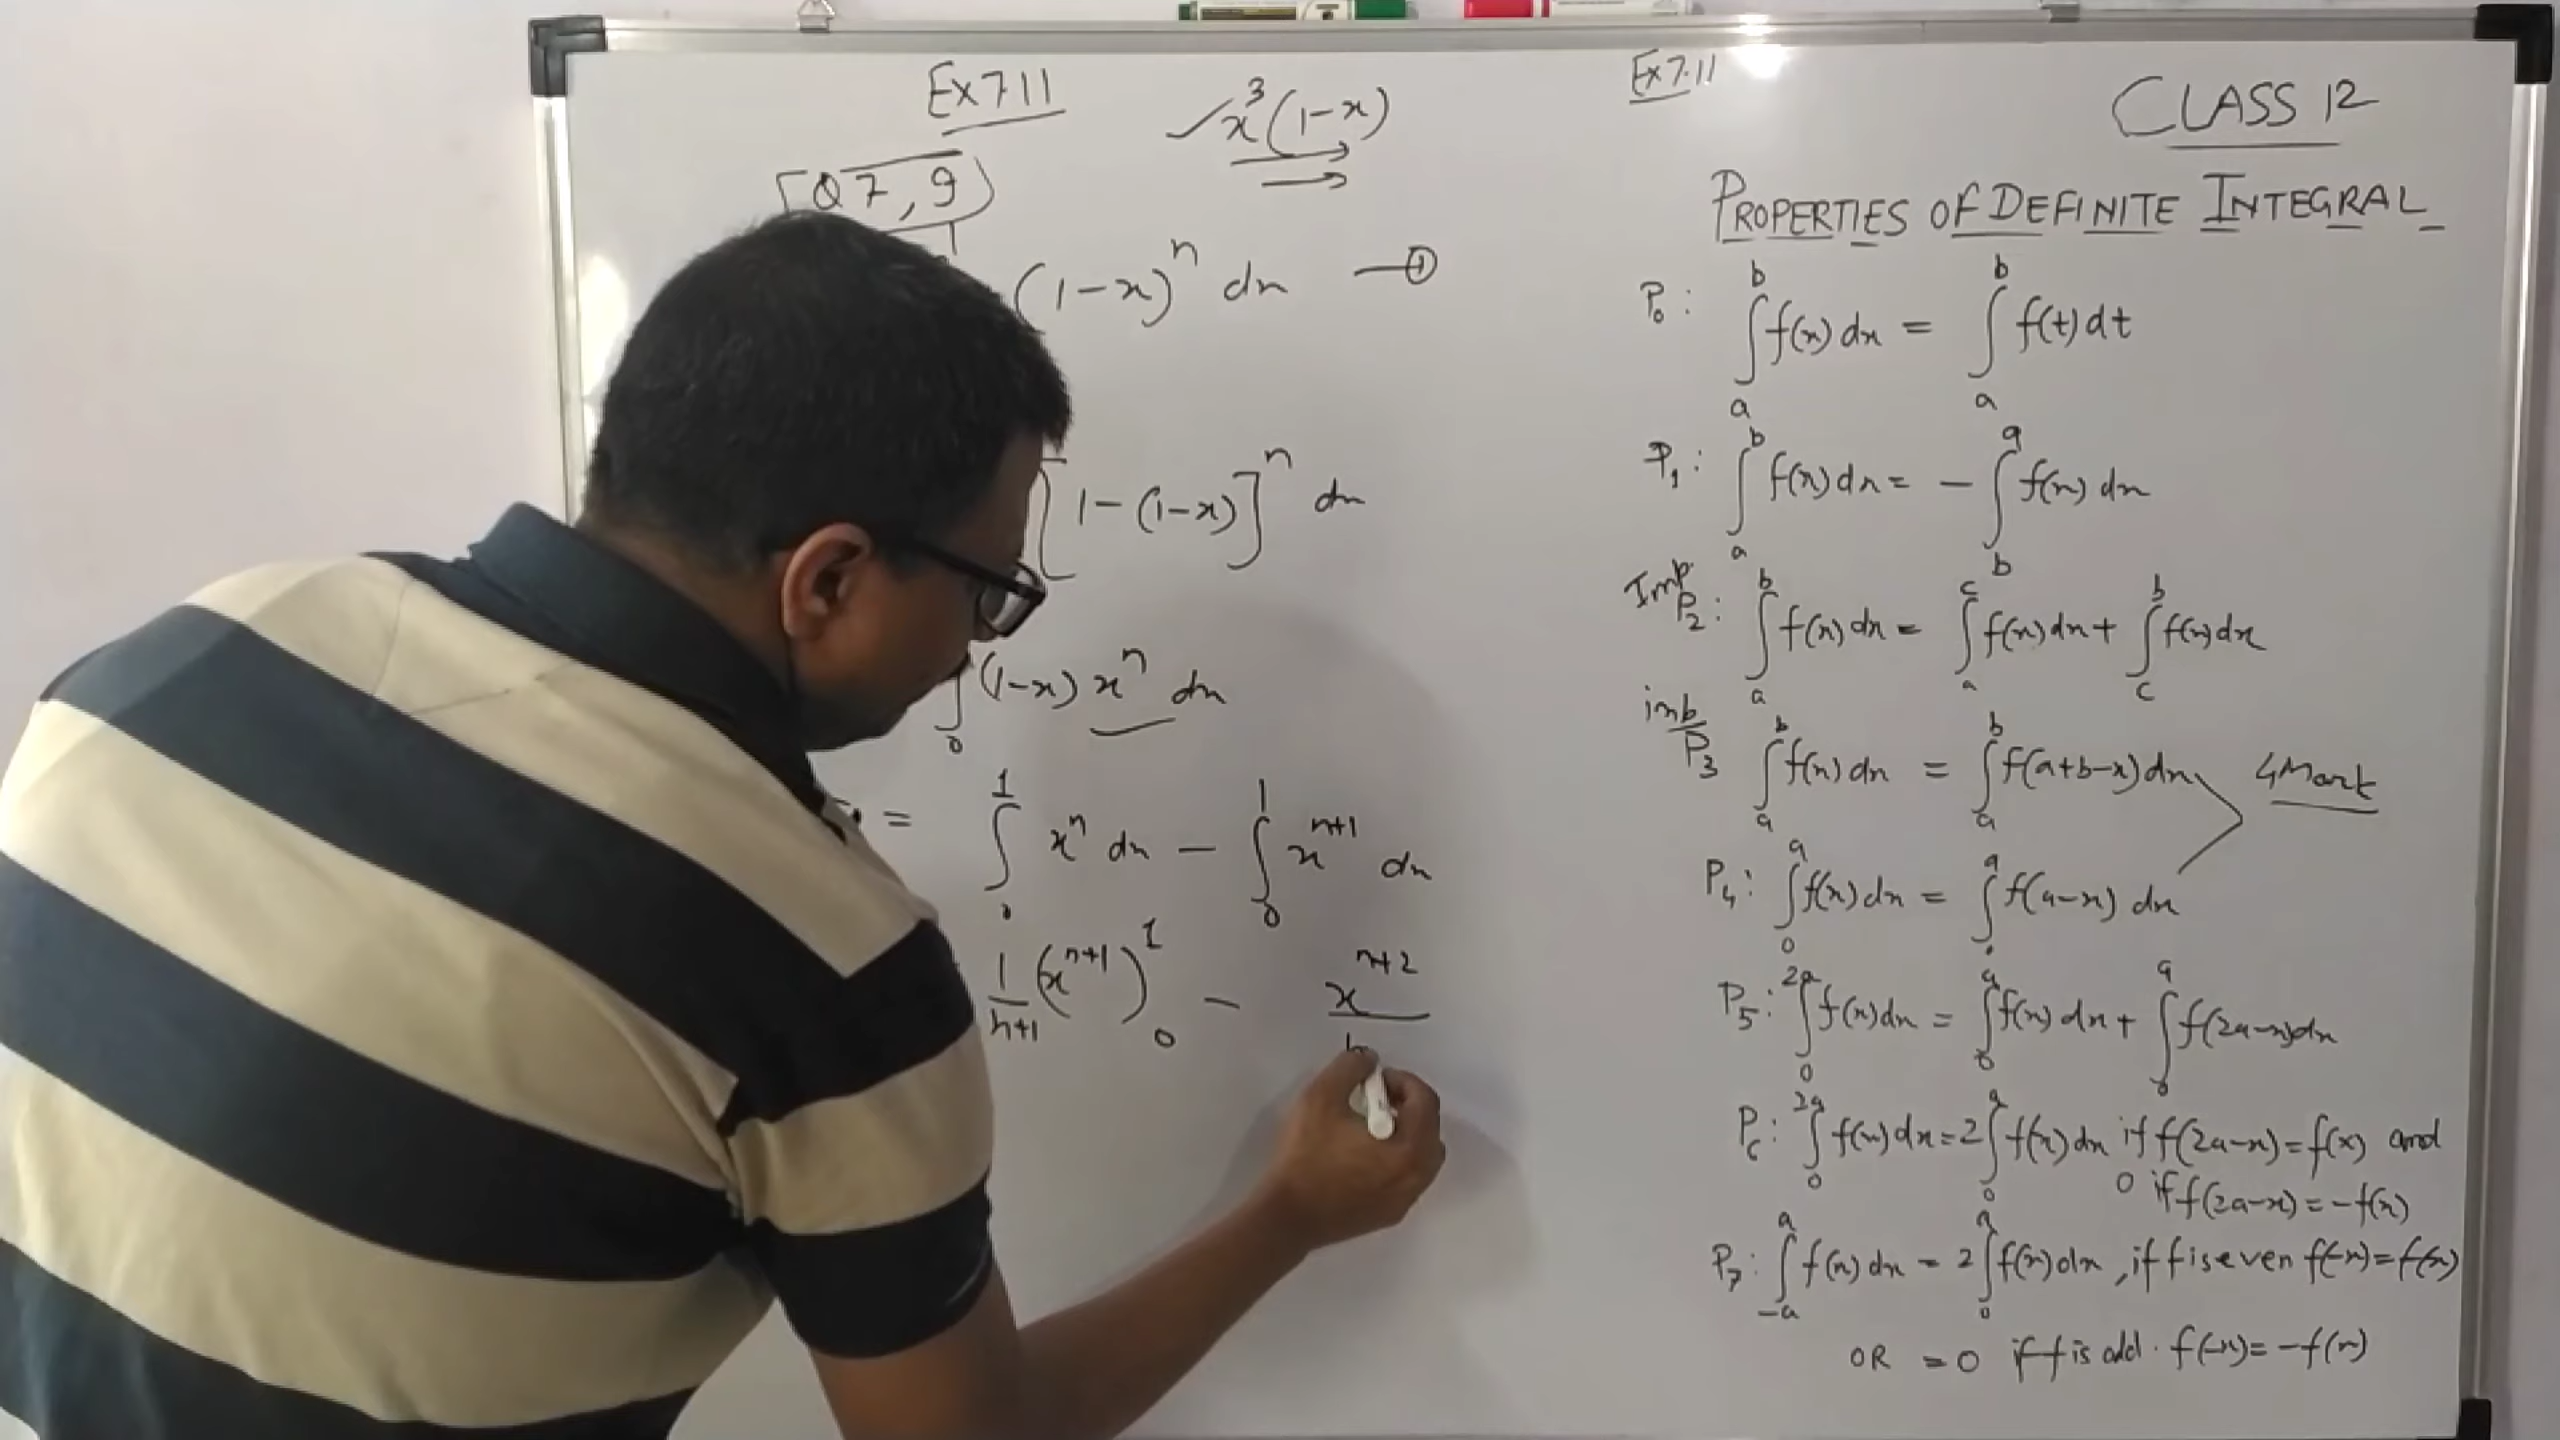 Ex 7.11
x³(1-x)
Q7, 9
(1-x)ⁿ dx —①
[1-(1-x)]ⁿ dx
∫₀ (1-x) xⁿ dx
= ∫₀¹ xⁿ dx - ∫₀¹ xⁿ⁺¹ dx
1/(n+1) (xⁿ⁺¹)₀¹ - xⁿ⁺²/n
Ex 7.11
CLASS 12
PROPERTIES OF DEFINITE INTEGRAL
P₀: ∫ₐᵇ f(x) dx = ∫ₐᵇ f(t) dt
P₁: ∫ₐᵇ f(x) dx = - ∫_b^a f(x) dx
Imp. P₂: ∫ₐᵇ f(x) dx = ∫ₐᶜ f(x) dx + ∫_c^b f(x) dx
imp P₃ ∫ₐᵇ f(x) dx = ∫ₐᵇ f(a+b-x) dx
4 Mark
P₄: ∫₀ᵃ f(x) dx = ∫₀ᵃ f(a-x) dx
P₅: ∫₀²ᵃ f(x) dx = ∫₀ᵃ f(x) dx + ∫₀ᵃ f(2a-x) dx
P₆: ∫₀²ᵃ f(x) dx = 2∫₀ᵃ f(x) dx if f(2a-x) = f(x) and
0 if f(2a-x) = -f(x)
P₇: ∫₋ₐᵃ f(x) dx = 2∫₀ᵃ f(x) dx, if f is even f(-x) = f(x)
OR = 0 if f is odd. f(-x) = -f(x)